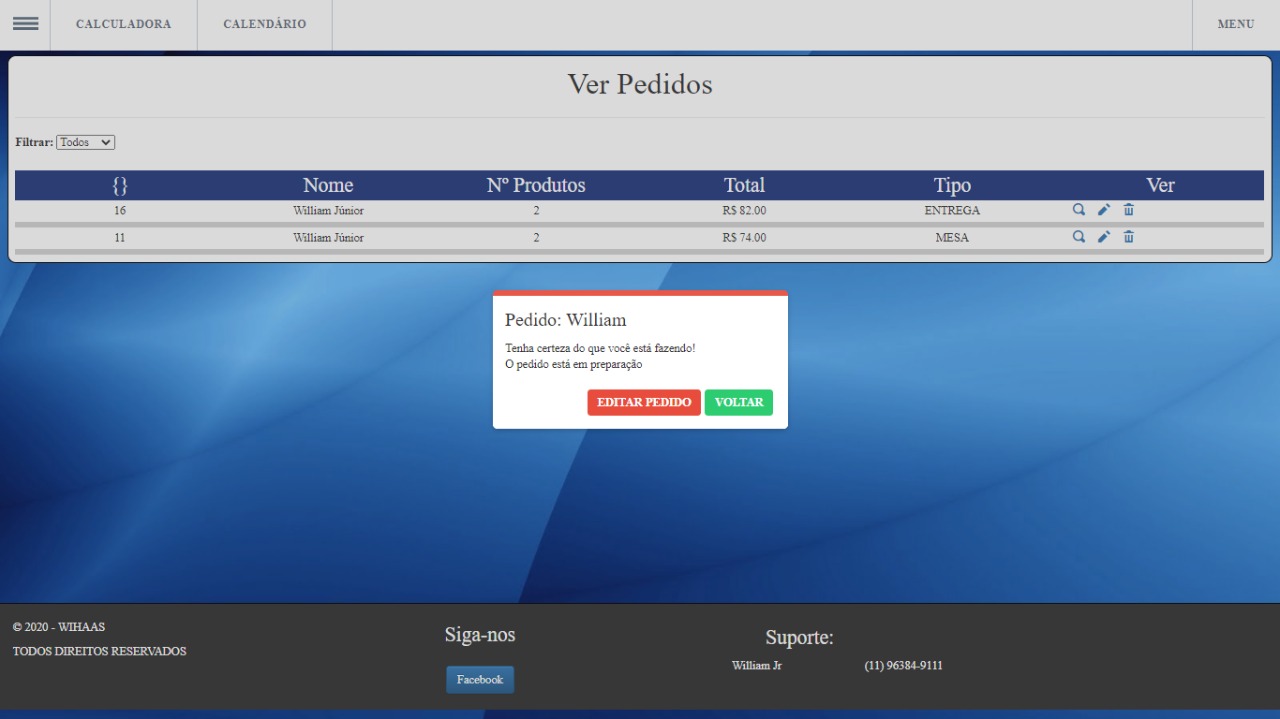 CALCULADORA CALENDÁRIO MENU
Ver Pedidos
Filtrar: Todos
{} Nome Nº Produtos Total Tipo Ver
16 William Júnior 2 R$ 82.00 ENTREGA
11 William Júnior 2 R$ 74.00 MESA
Pedido: William
Tenha certeza do que você está fazendo!
O pedido está em preparação
EDITAR PEDIDO VOLTAR
© 2020 - WIHAAS
TODOS DIREITOS RESERVADOS
Siga-nos
Facebook
Suporte:
William Jr (11) 96384-9111